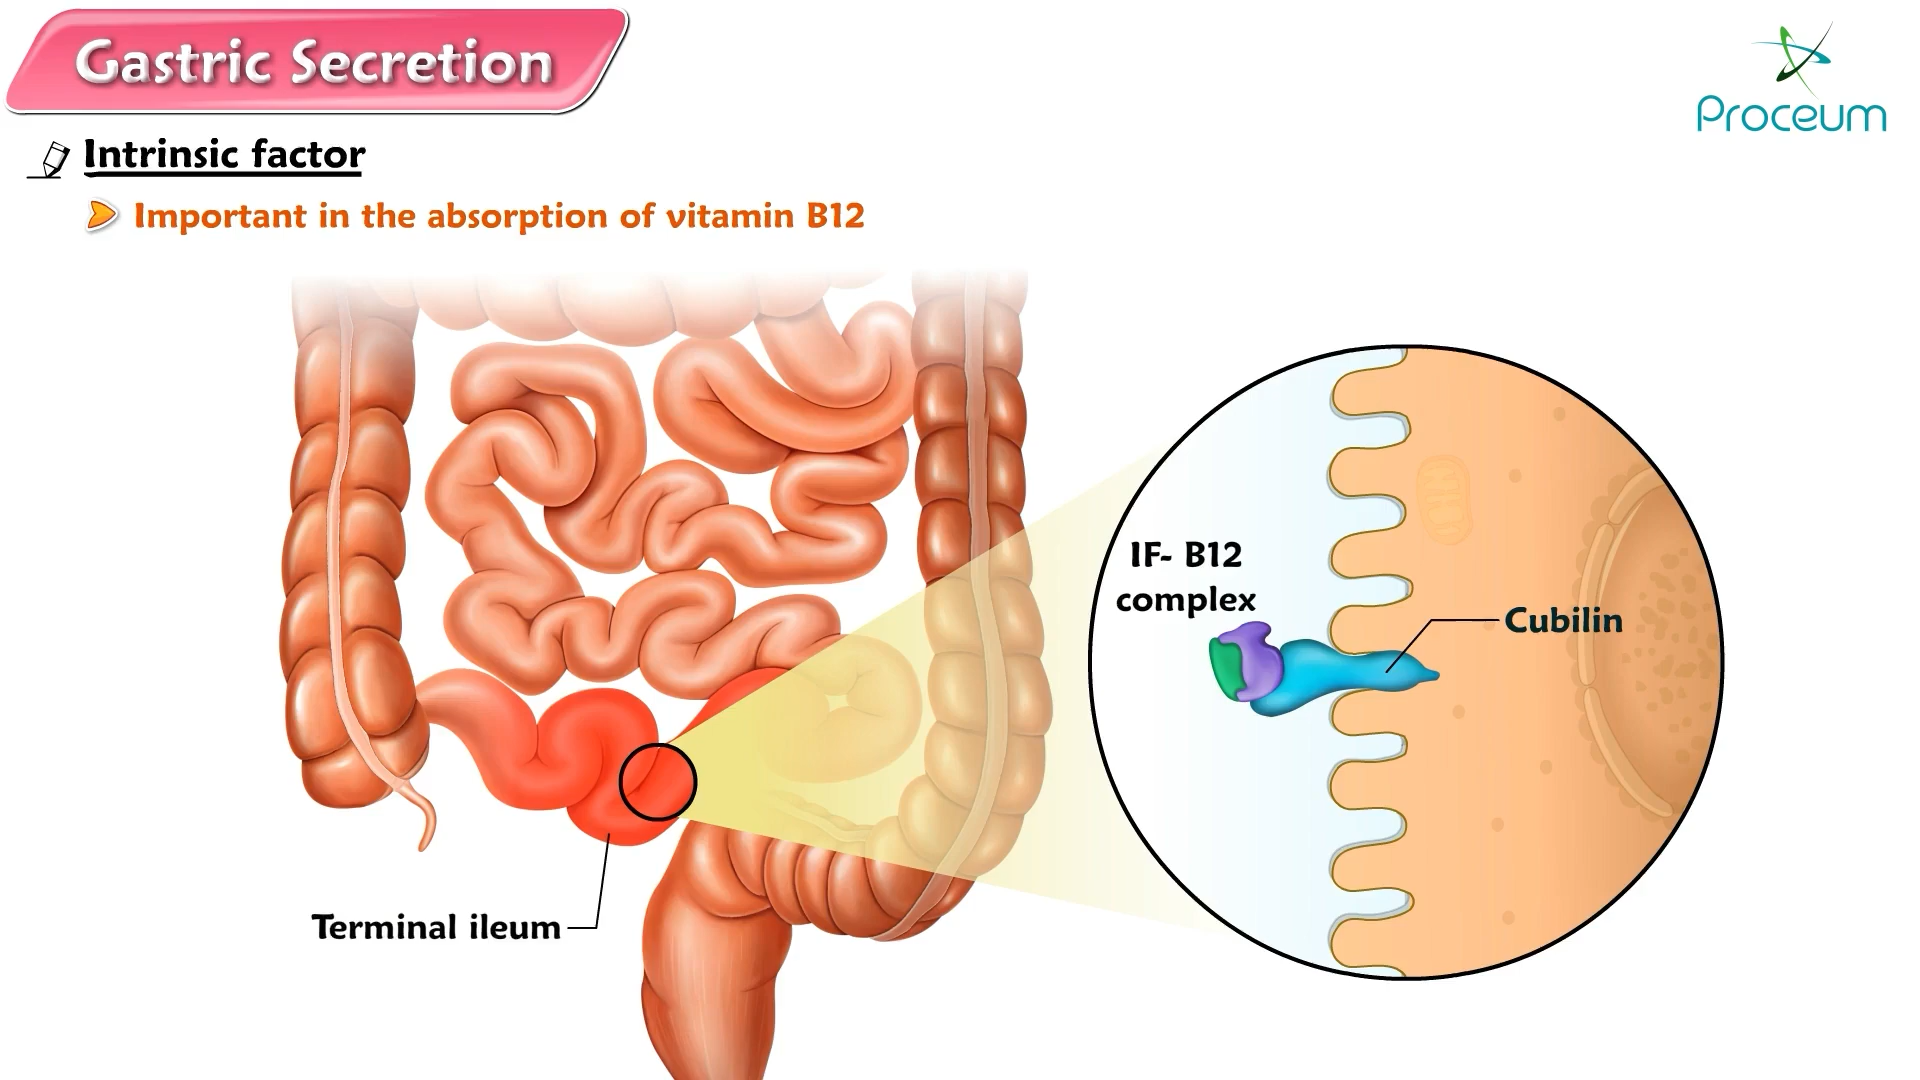 Gastric Secretion
Proceum
Intrinsic factor
Important in the absorption of vitamin B12
IF- B12
complex
Cubilin
Terminal ileum